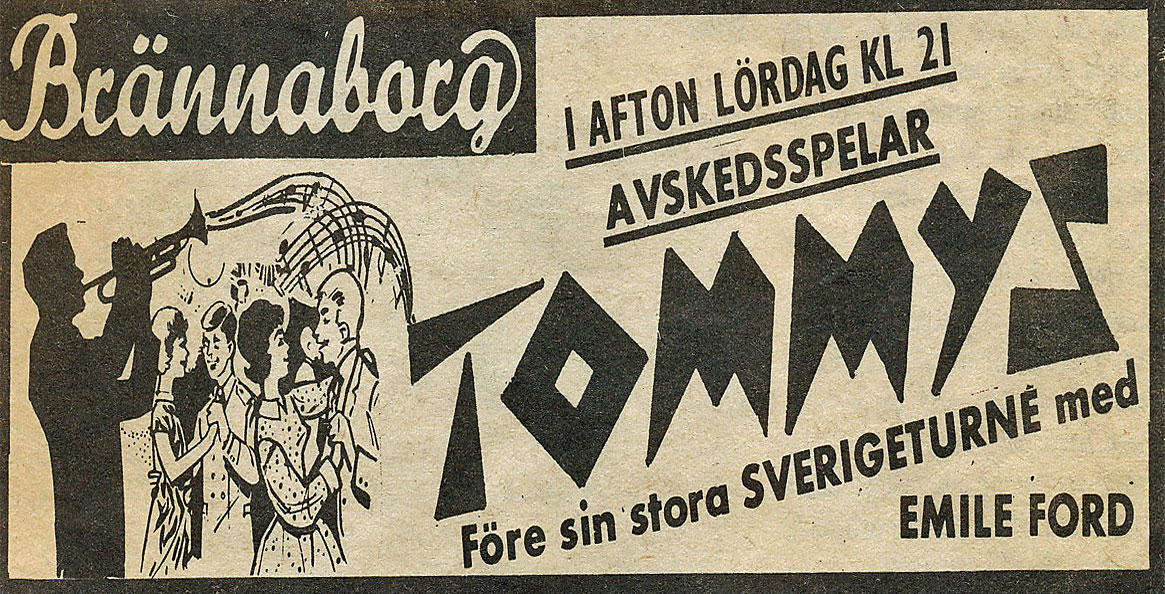 Brännaborg
I AFTON LÖRDAG KL 21
AVSKEDSSPELAR
TOMMYS
Före sin stora SVERIGETURNÉ med
EMILE FORD